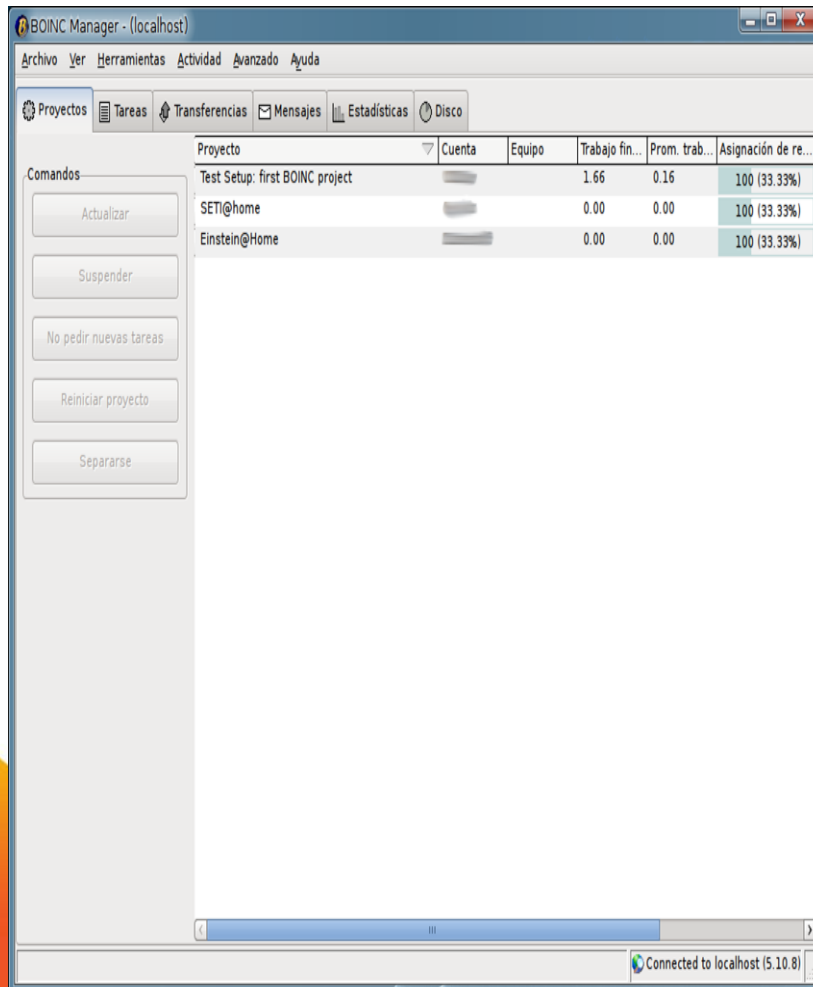 BOINC Manager - (localhost)
Archivo Ver Herramientas Actividad Avanzado Ayuda
Proyectos Tareas Transferencias Mensajes Estadísticas Disco
Comandos
Actualizar
Suspender
No pedir nuevas tareas
Reiniciar proyecto
Separarse
Proyecto Cuenta Equipo Trabajo fin... Prom. trab... Asignación de re...
Test Setup: first BOINC project 1.66 0.16 100 (33.33%)
SETI@home 0.00 0.00 100 (33.33%)
Einstein@Home 0.00 0.00 100 (33.33%)
Connected to localhost (5.10.8)